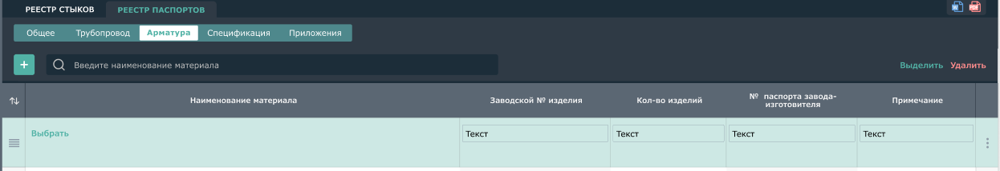 РЕЕСТР СТЫКОВ РЕЕСТР ПАСПОРТОВ
W PDF
Общее Трубопровод Арматура Спецификация Приложения
+ Введите наименование материала Выделить Удалить
Наименование материала Заводской № изделия Кол-во изделий № паспорта завода-
изготовителя Примечание
Выбрать Текст Текст Текст Текст